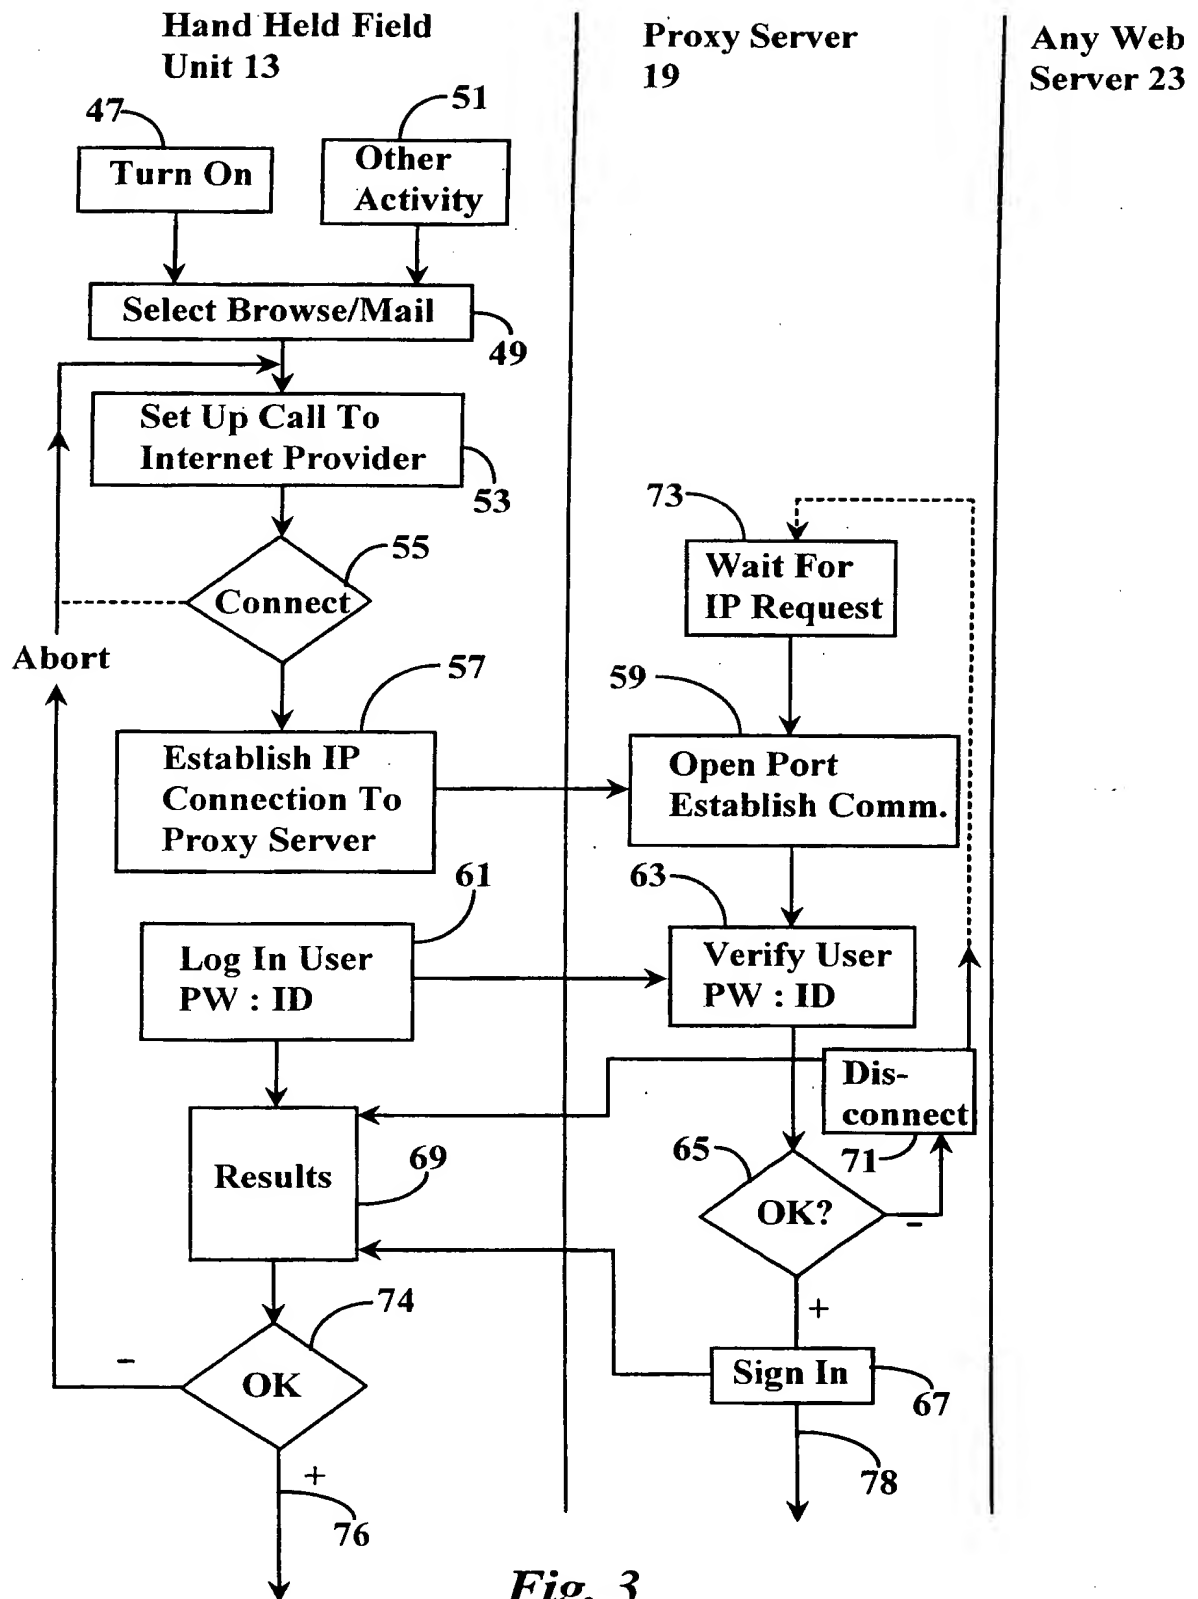 Hand Held Field
Unit 13
Proxy Server
19
Any Web
Server 23
47
51
Turn On
Other
Activity
Select Browse/Mail
49
Set Up Call To
Internet Provider
53
73
55
Connect
Wait For
IP Request
Abort
57
59
Establish IP
Connection To
Proxy Server
Open Port
Establish Comm.
61
63
Log In User
PW : ID
Verify User
PW : ID
Dis-
connect
71
65
OK?
-
+
Results
69
74
OK
-
+
76
Sign In
67
78
Fig. 3